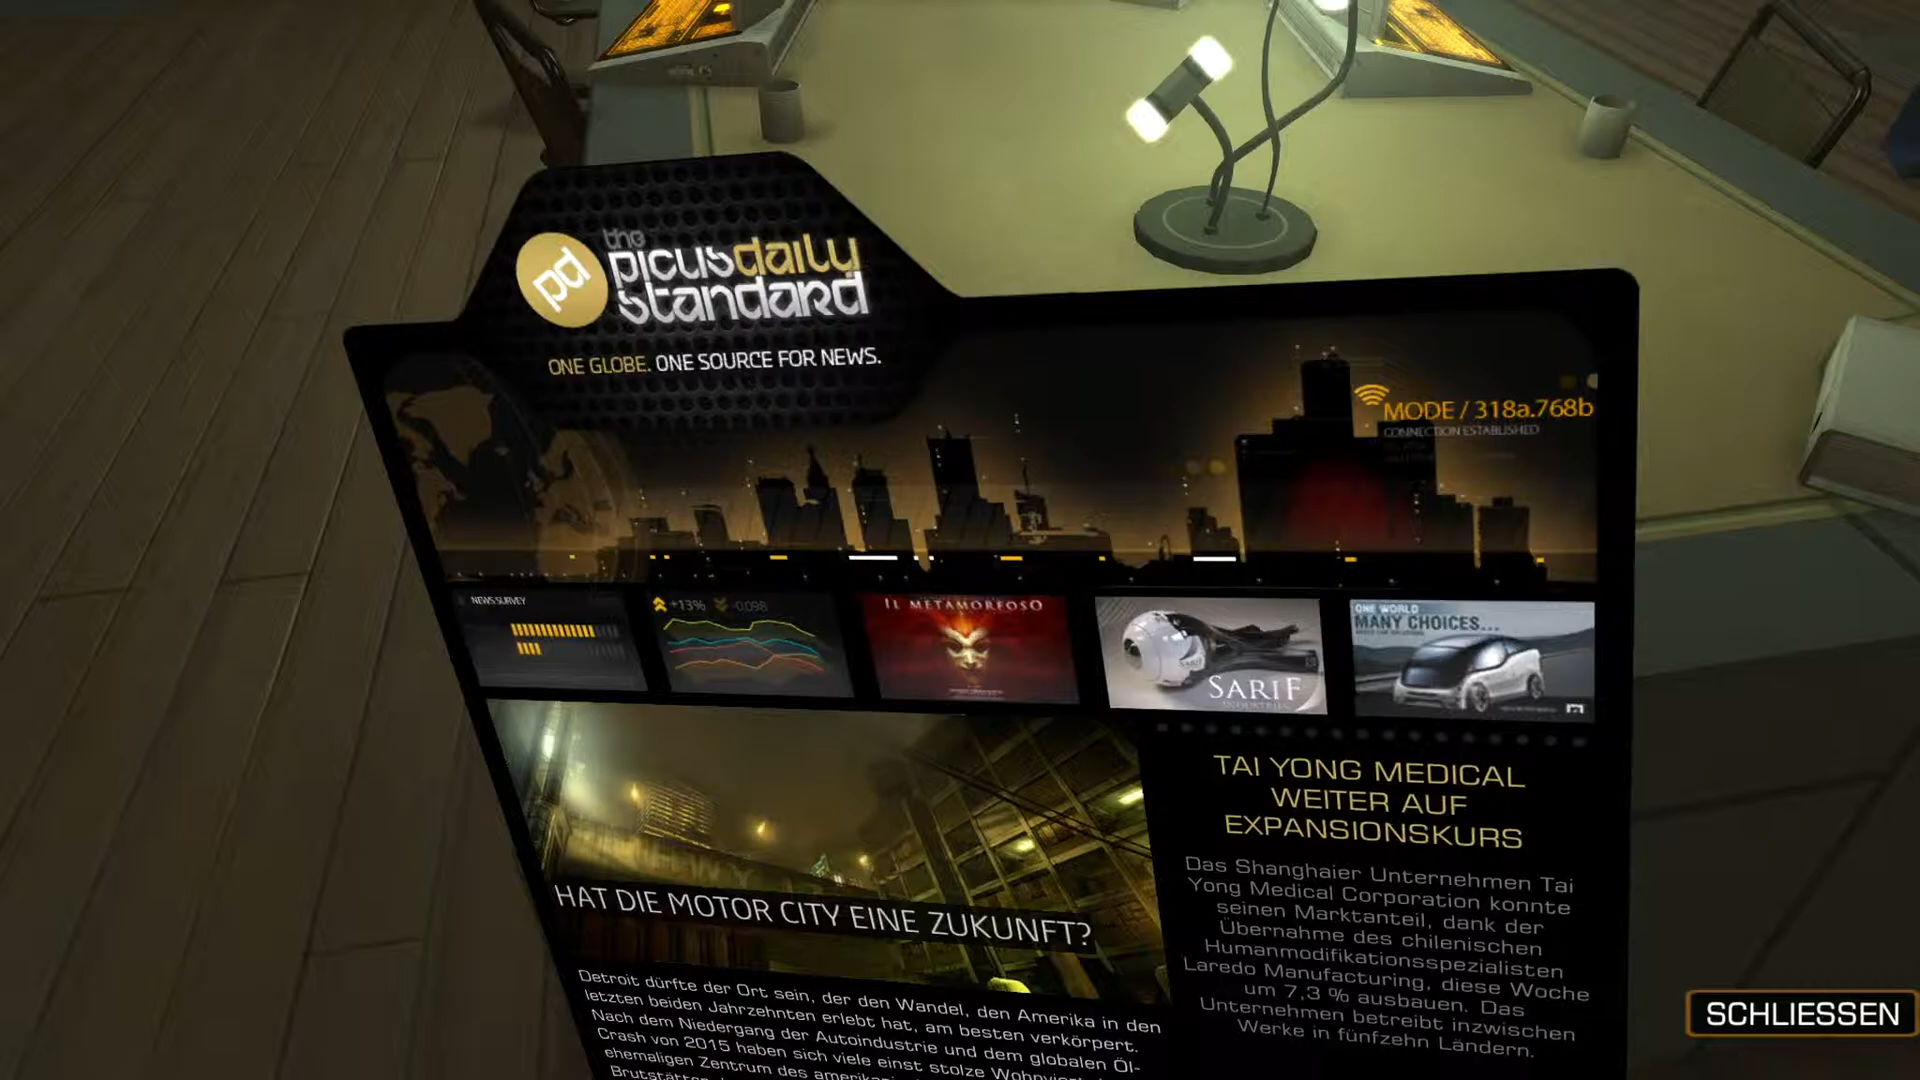 the
picusdaily
standard
pd
ONE GLOBE. ONE SOURCE FOR NEWS.
MODE / 318a.768b
CONNECTION ESTABLISHED
NEWS SURVEY
+13% -0.098
IL METAMORFOSO
SARIF
INDUSTRIES
ONE WORLD
MANY CHOICES...
TAI YONG MEDICAL
WEITER AUF
EXPANSIONSKURS
Das Shanghaier Unternehmen Tai
Yong Medical Corporation konnte
seinen Marktanteil, dank der
Übernahme des chilenischen
Humanmodifikationsspezialisten
Laredo Manufacturing, diese Woche
um 7,3 % ausbauen. Das
Unternehmen betreibt inzwischen
Werke in fünfzehn Ländern.
HAT DIE MOTOR CITY EINE ZUKUNFT?
Detroit dürfte der Ort sein, der den Wandel, den Amerika in den
letzten beiden Jahrzehnten erlebt hat, am besten verkörpert.
Nach dem Niedergang der Autoindustrie und dem globalen Öl-
Crash von 2015 haben sich viele einst stolze
ehemaligen Zentrum des
SCHLIESSEN